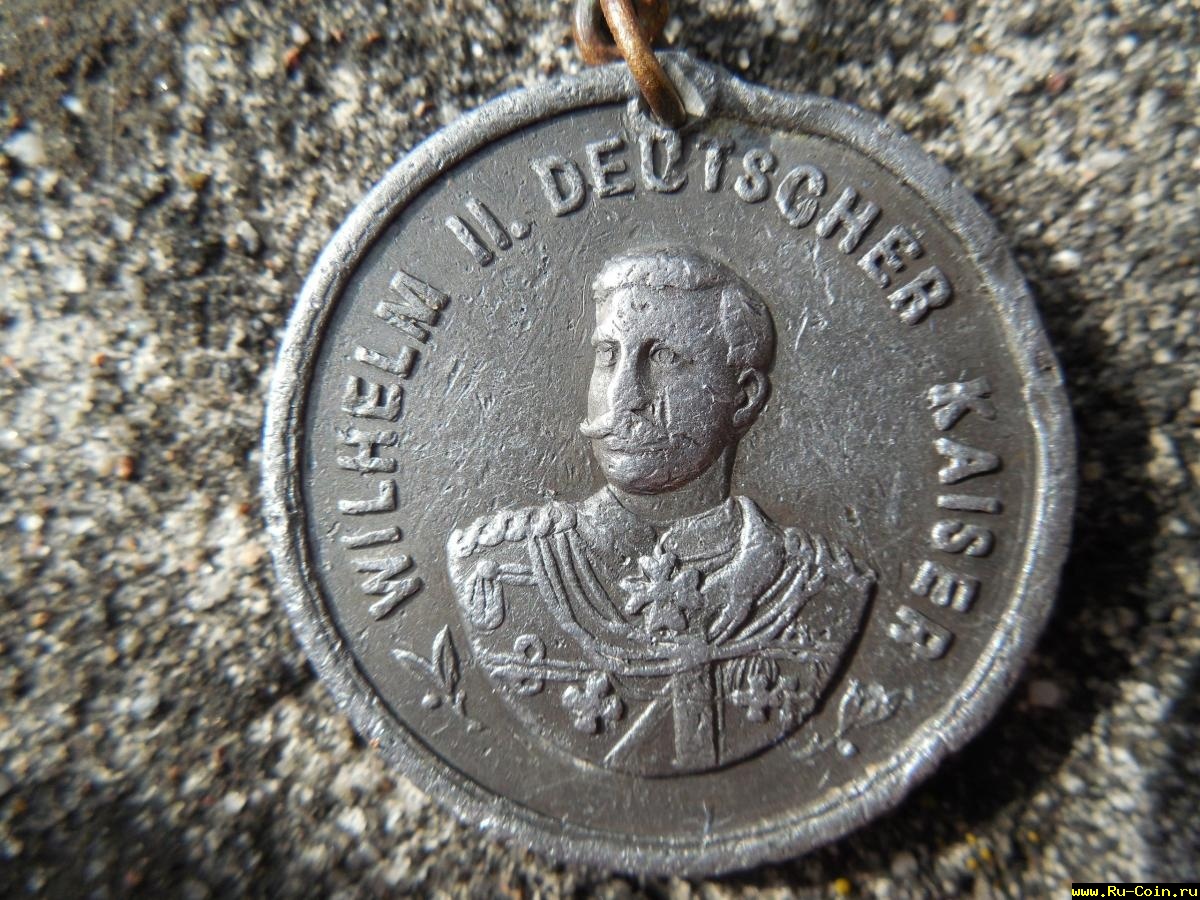 WILHELM II. DEUTSCHER KAISER
www.Ru-Coin.ru